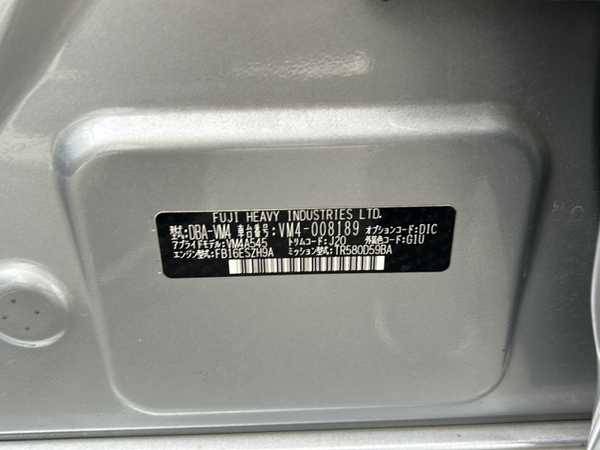 FUJI HEAVY INDUSTRIES LTD.
型式:DBA-VM4 車台番号:VM4-008189 オプションコード:DIC
アプライドモデル:VM4A545 トリムコード:J20 外装色コード:G1U
エンジン型式:FB16ESZH9A ミッション型式:TR580DS9BA